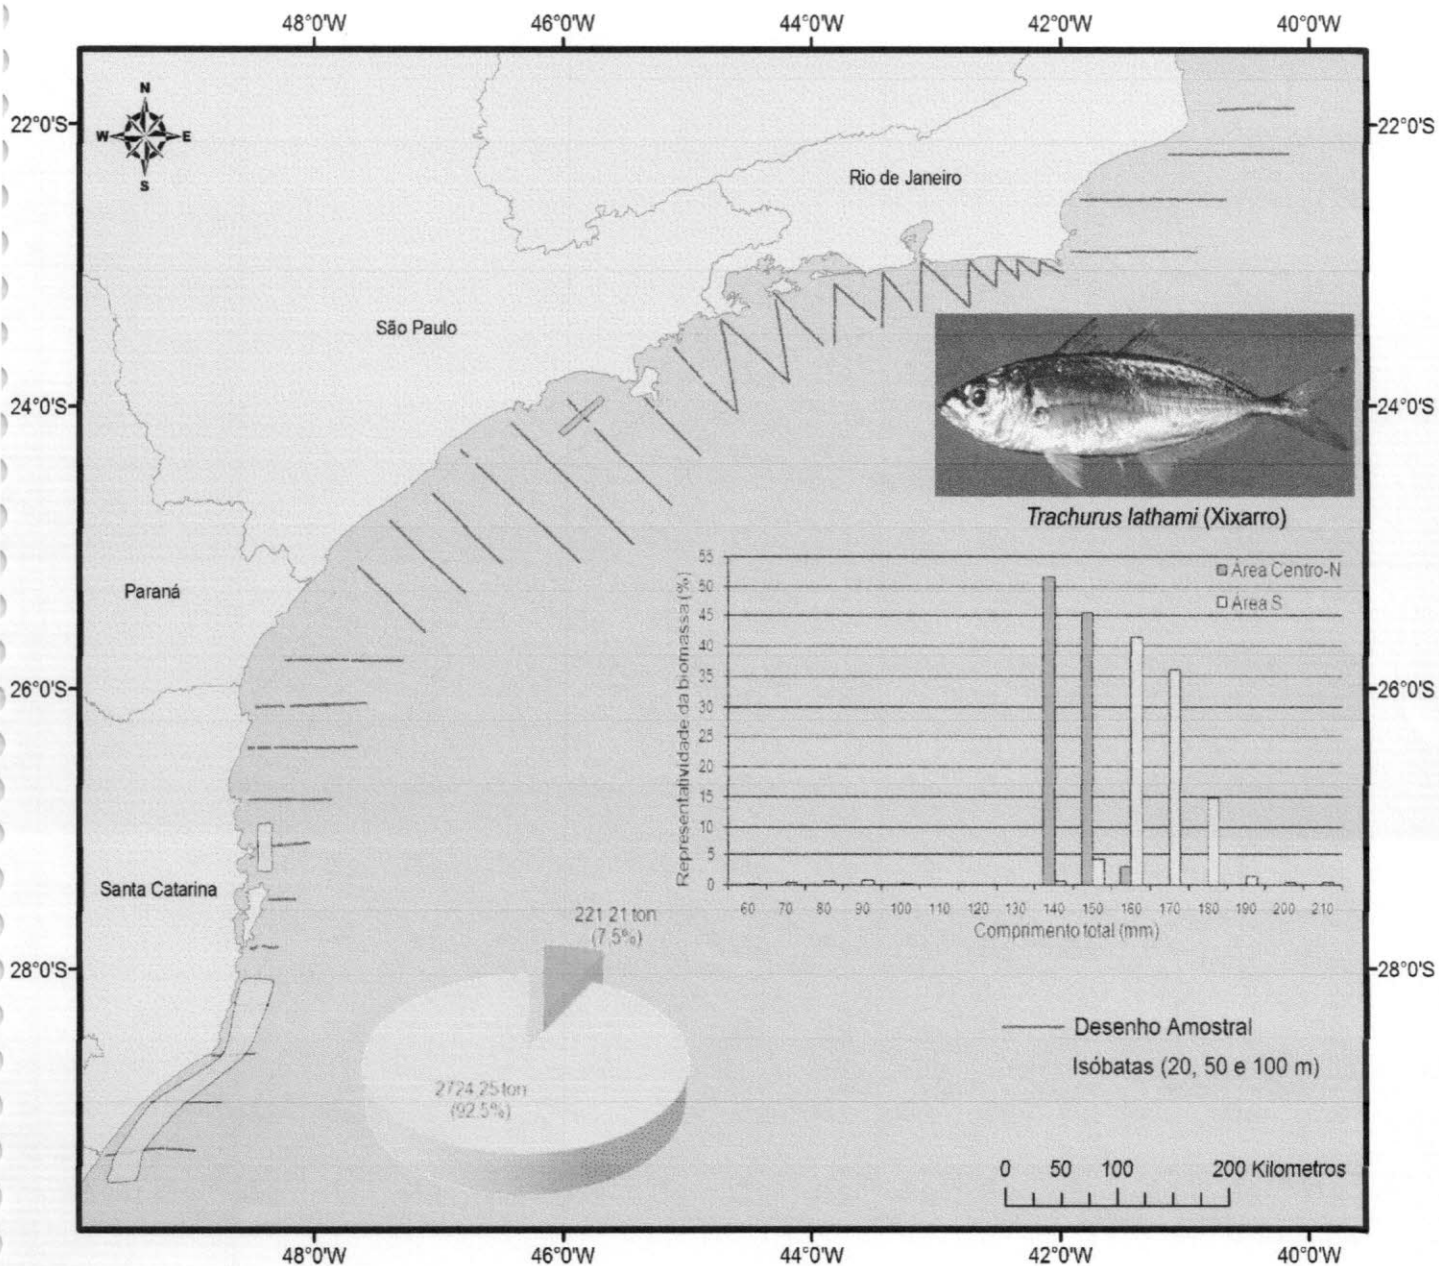 48°0'W 46°0'W 44°0'W 42°0'W 40°0'W
N
W E
S
22°0'S 22°0'S
Rio de Janeiro
São Paulo
24°0'S 24°0'S
Trachurus lathami (Xixarro)
Paraná
26°0'S 26°0'S
Representatividade da biomassa (%)
55
50
45
40
35
30
25
20
15
10
5
0
Área Centro-N
Área S
60 70 80 90 100 110 120 130 140 150 160 170 180 190 200 210
Comprimento total (mm)
Santa Catarina
221 21 ton
(7,5%)
28°0'S 28°0'S
2724,25 ton
(92,5%)
Desenho Amostral
Isóbatas (20, 50 e 100 m)
0 50 100 200 Kilometros
48°0'W 46°0'W 44°0'W 42°0'W 40°0'W